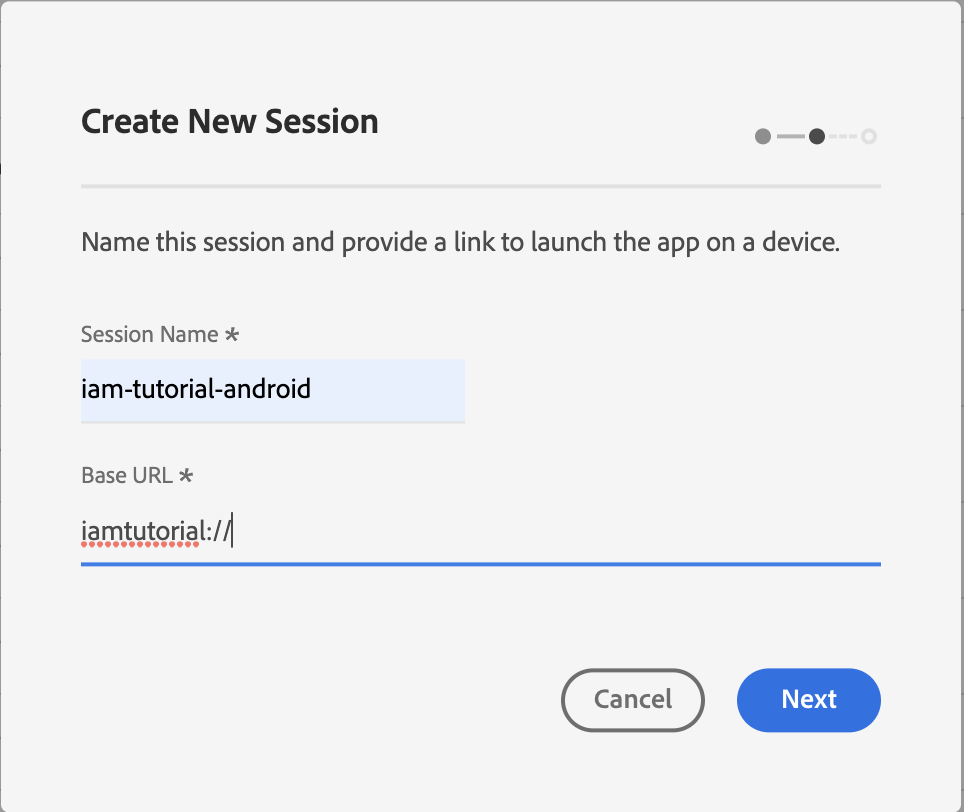 Create New Session
Name this session and provide a link to launch the app on a device.
Session Name *
iam-tutorial-android
Base URL *
iamtutorial://
Cancel
Next